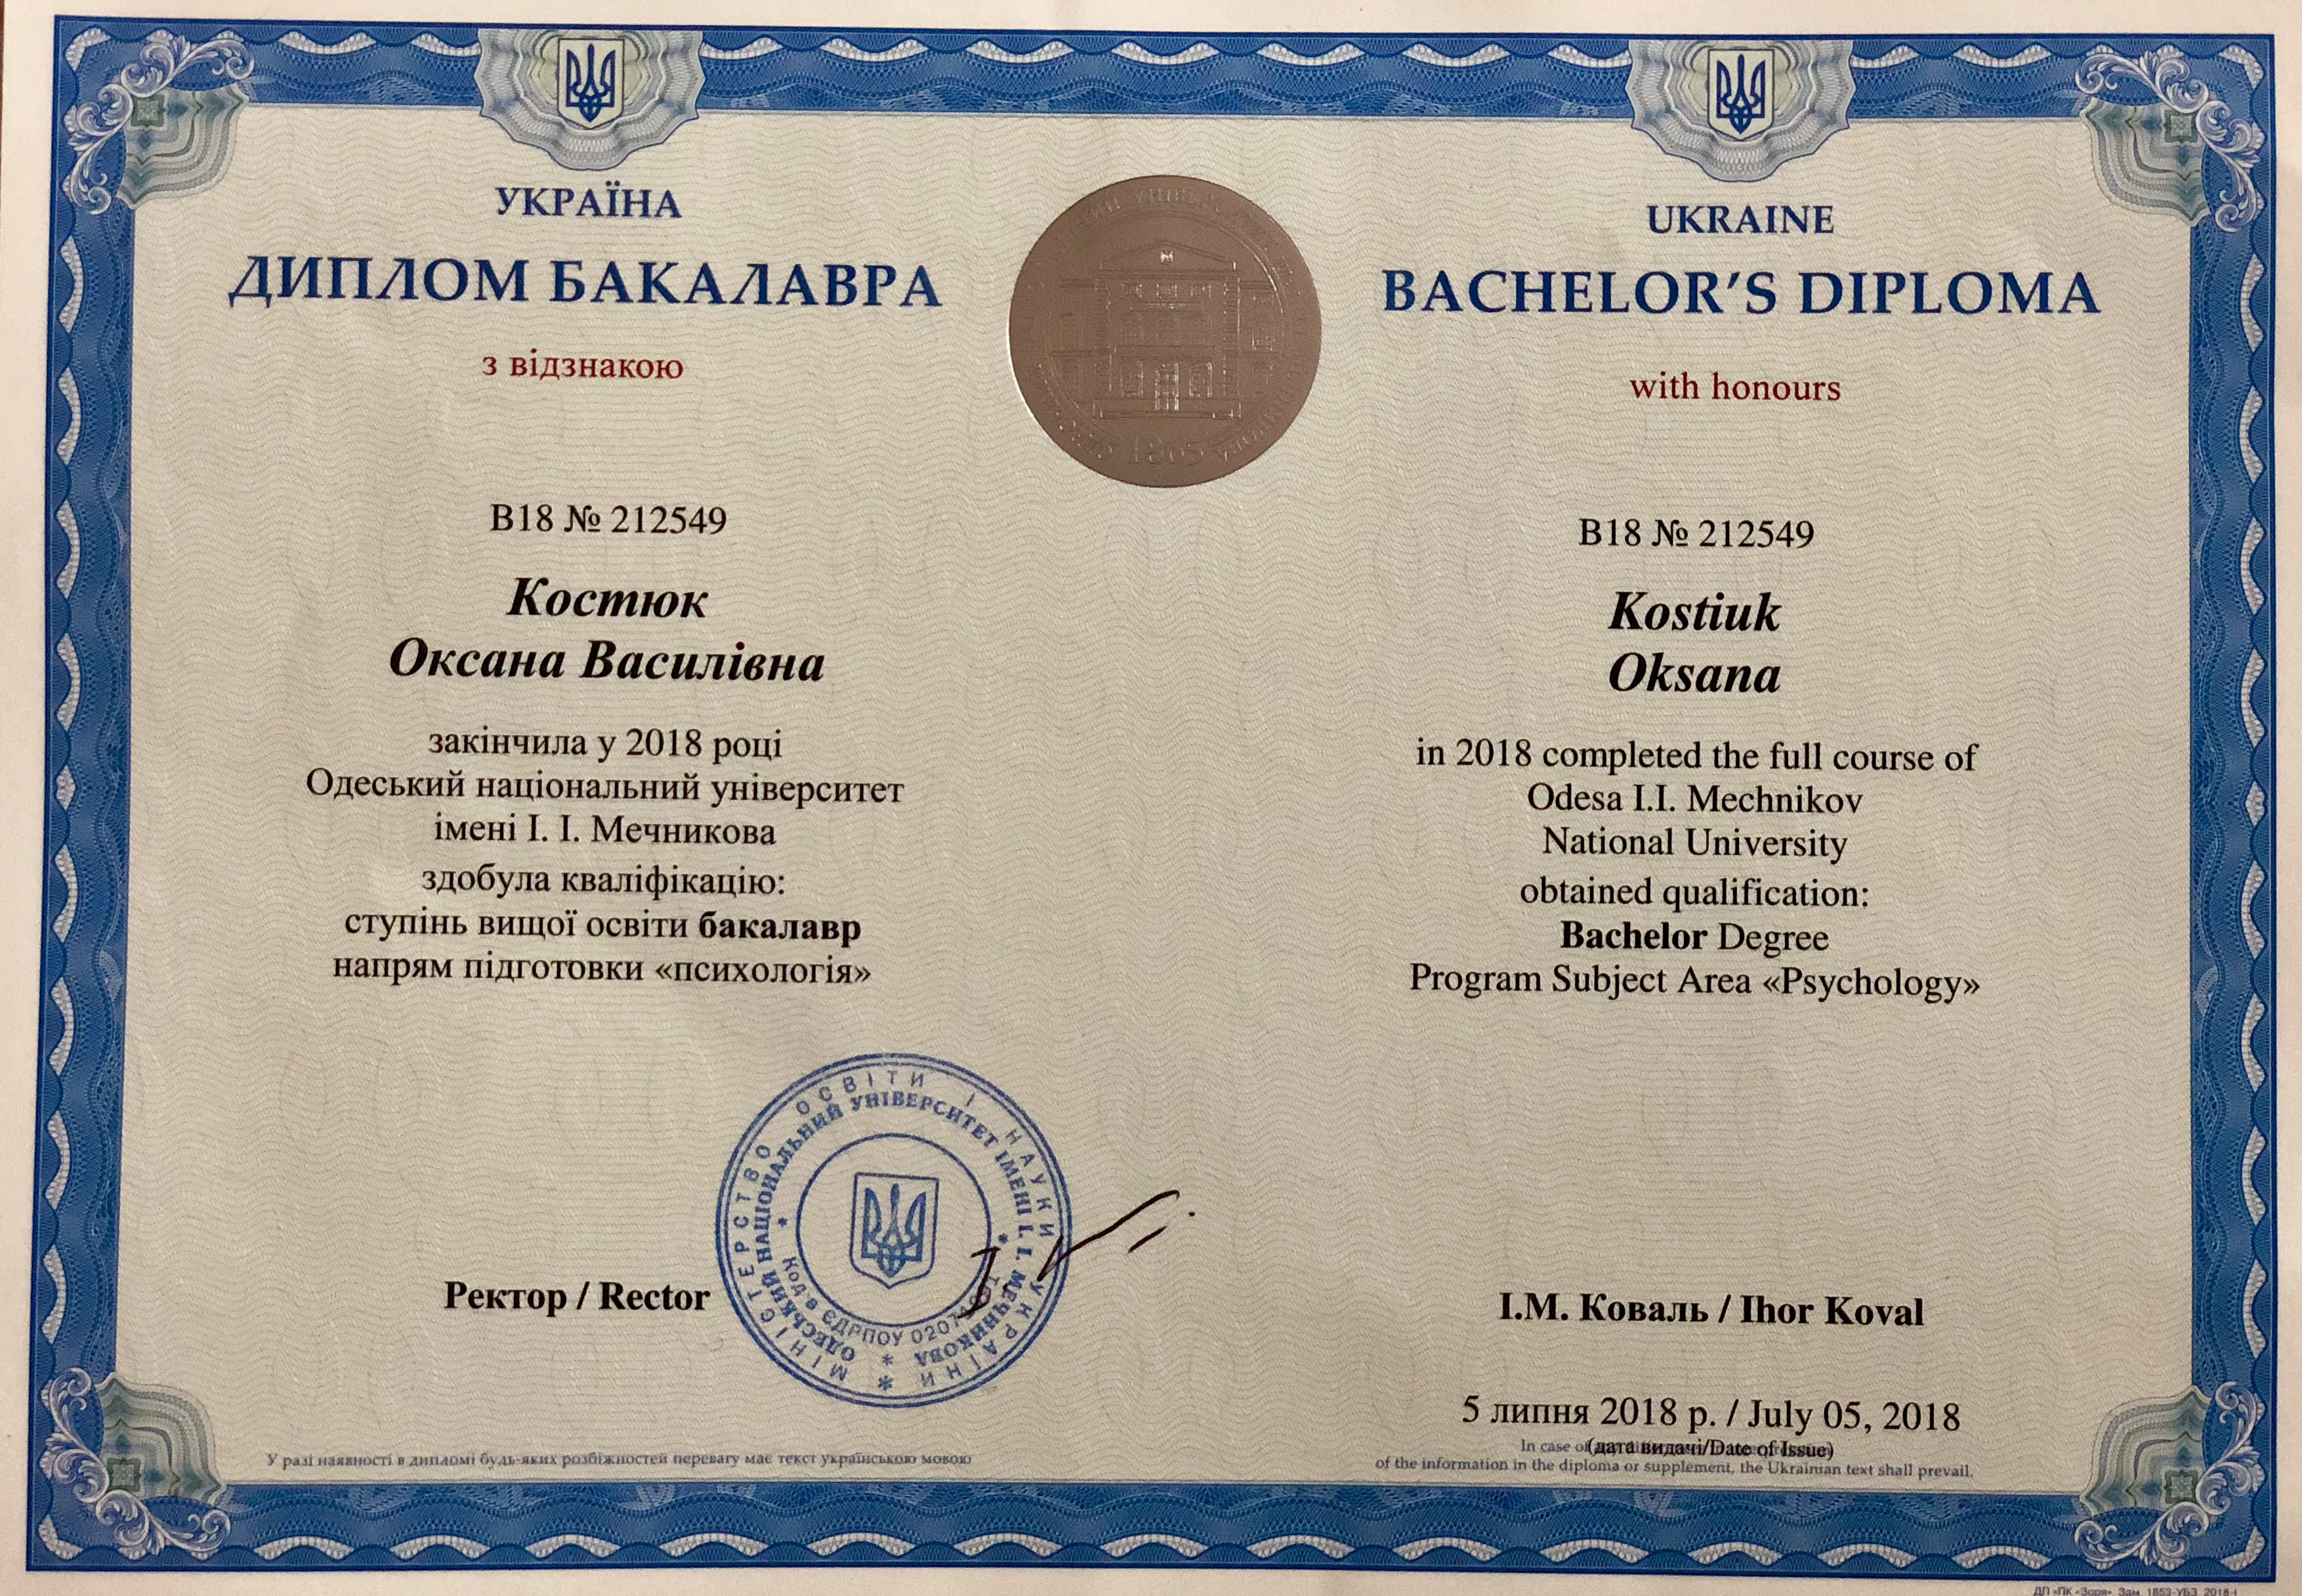 УКРАЇНА
ДИПЛОМ БАКАЛАВРА
з відзнакою
В18 № 212549
Костюк
Оксана Василівна
закінчила у 2018 році
Одеський національний університет
імені І. І. Мечникова
здобула кваліфікацію:
ступінь вищої освіти бакалавр
напрям підготовки «психологія»
Ректор / Rector
МІНІСТЕРСТВО ОСВІТИ І НАУКИ УКРАЇНИ
ОДЕСЬКИЙ НАЦІОНАЛЬНИЙ УНІВЕРСИТЕТ ІМЕНІ І. І. МЕЧНИКОВА
Код в ЄДРПОУ
У разі наявності в дипломі будь-яких розбіжностей перевагу має текст українською мовою
1865
UKRAINE
BACHELOR’S DIPLOMA
with honours
B18 № 212549
Kostiuk
Oksana
in 2018 completed the full course of
Odesa I.I. Mechnikov
National University
obtained qualification:
Bachelor Degree
Program Subject Area «Psychology»
І.М. Коваль / Ihor Koval
5 липня 2018 р. / July 05, 2018
(дата видачі/Date of Issue)
In case of
of the information in the diploma or supplement, the Ukrainian text shall prevail.
ДП «ПК «Зоря». Зам. 1853-УБЗ. 2018-і